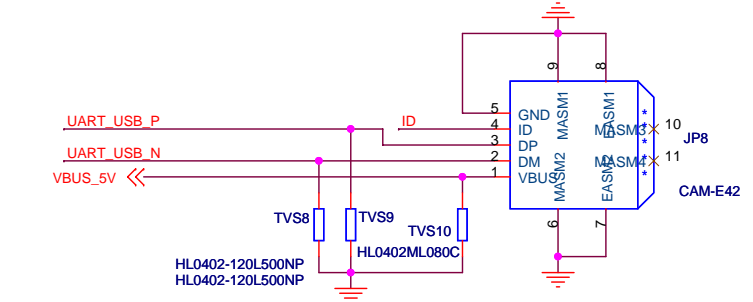 9
8
UART_USB_P
ID
5
GND
MASM1
EASM1
4
ID
MASM3
10
JP8
3
DP
UART_USB_N
2
DM
MASM4
11
VBUS_5V
1
VBUS
MASM2
EASM2
CAM-E42
TVS8
TVS9
TVS10
6
7
HL0402ML080C
HL0402-120L500NP
HL0402-120L500NP